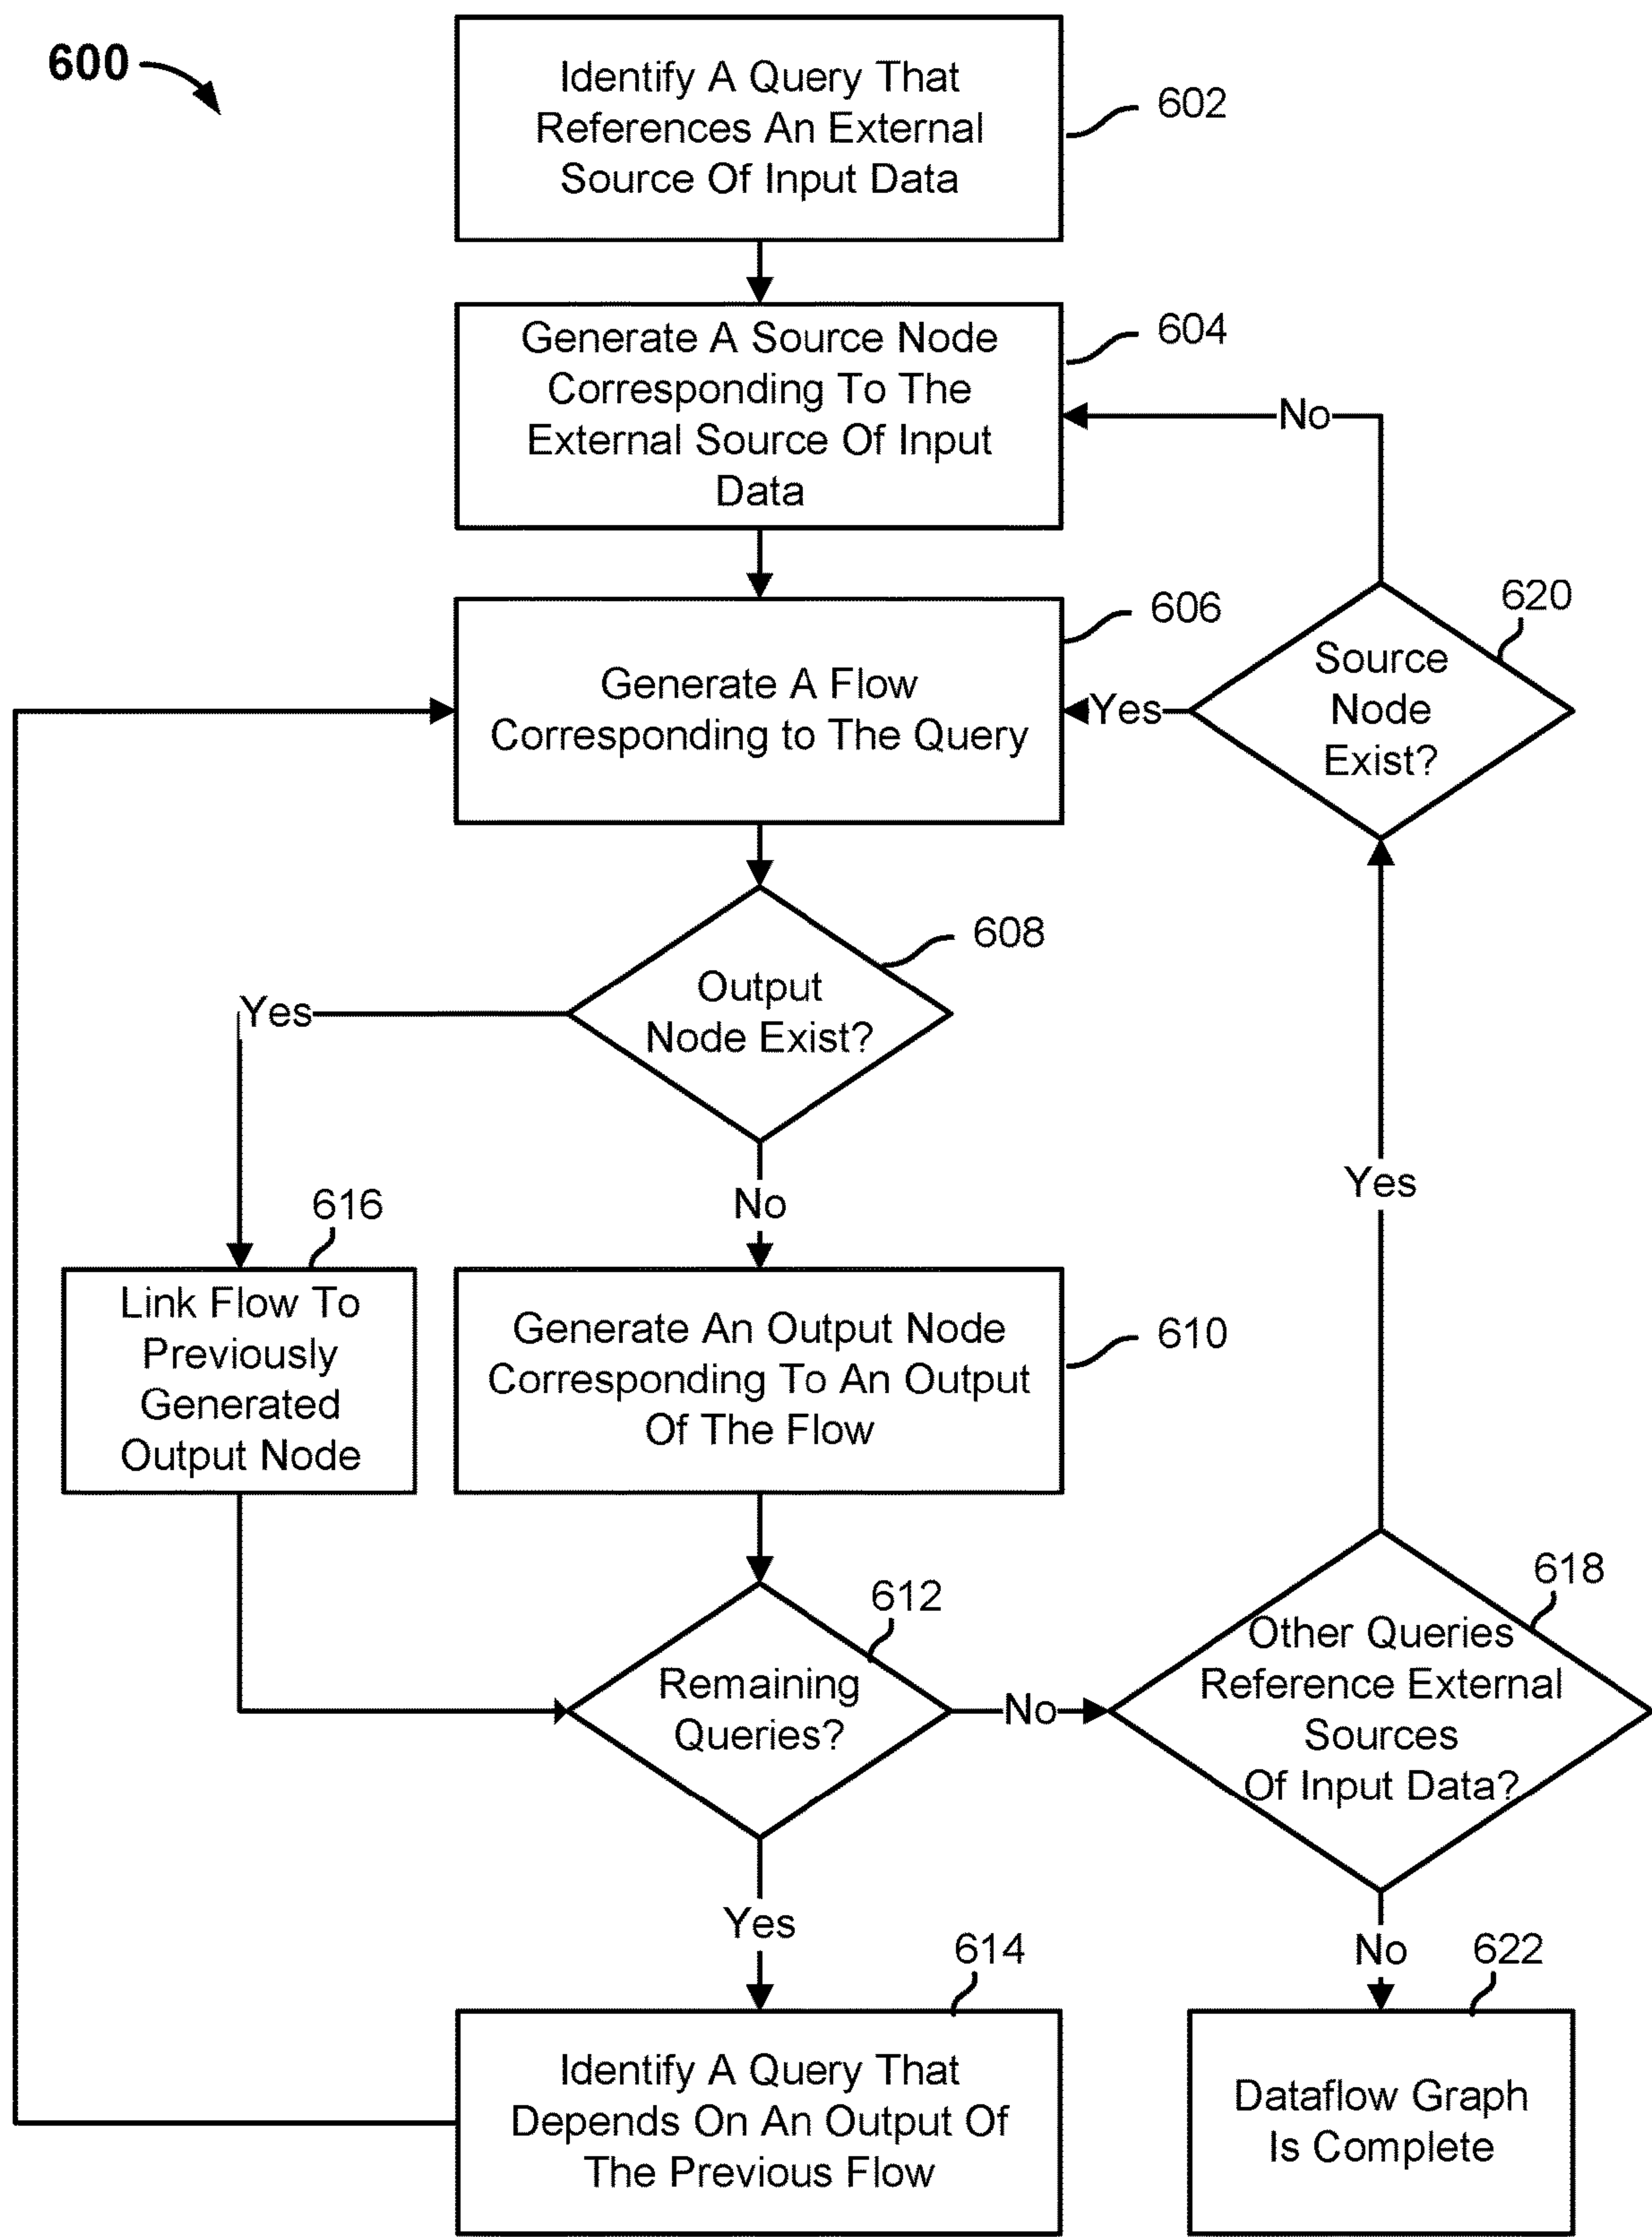 600
Identify A Query That
References An External
Source Of Input Data
602
Generate A Source Node
Corresponding To The
External Source Of Input
Data
604
No
Generate A Flow
Corresponding to The Query
606
Yes
Source
Node
Exist?
620
Output
Node Exist?
608
Yes
No
Yes
616
Link Flow To
Previously
Generated
Output Node
Generate An Output Node
Corresponding To An Output
Of The Flow
610
Remaining
Queries?
612
No
Other Queries
Reference External
Sources
Of Input Data?
618
Yes
No
614
Identify A Query That
Depends On An Output Of
The Previous Flow
622
Dataflow Graph
Is Complete